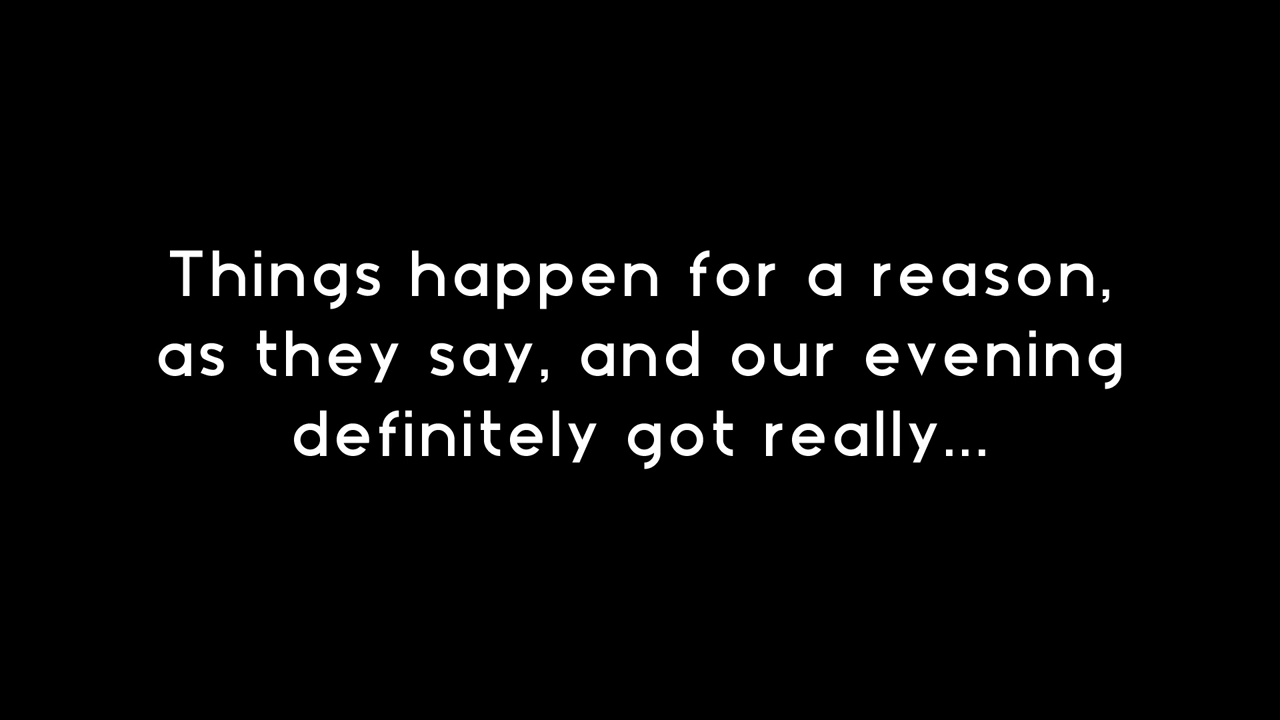 Things happen for a reason,
as they say, and our evening
definitely got really...